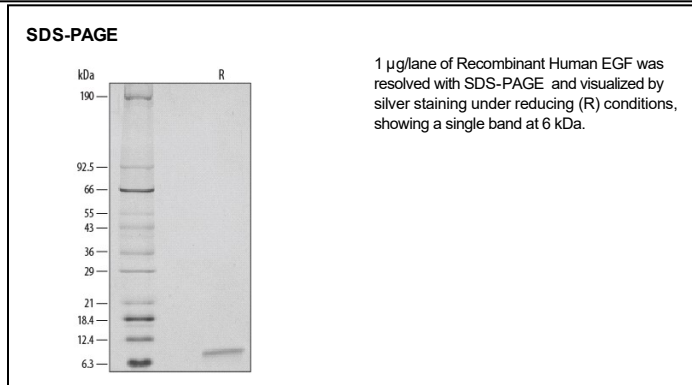 SDS-PAGE
kDa
R
190
92.5
66
55
43
36
29
21
18.4
12.4
6.3
1 µg/lane of Recombinant Human EGF was
resolved with SDS-PAGE and visualized by
silver staining under reducing (R) conditions,
showing a single band at 6 kDa.